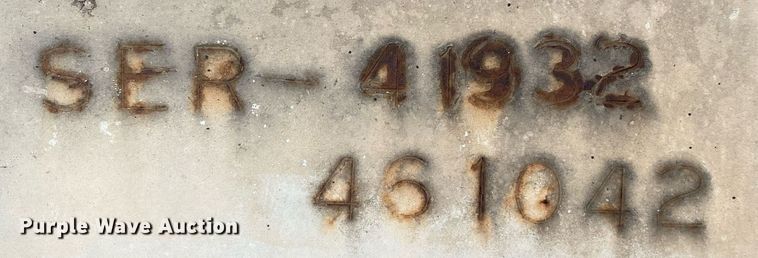 SER-41932
461042
Purple Wave Auction